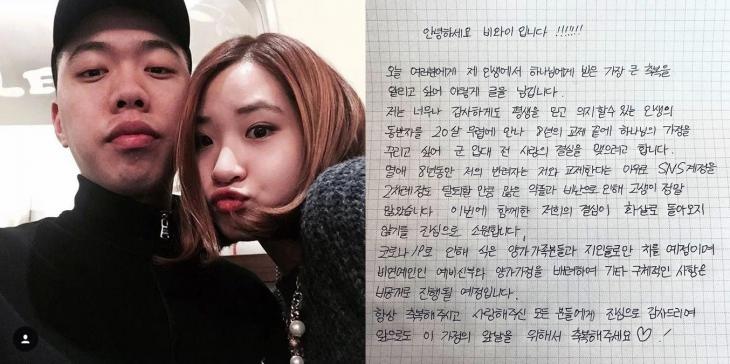 안녕하세요 비와이 입니다 !!!!!!!
오늘 여러분에게 제 인생에서 하나님에게 받은 가장 큰 축복을
알리고 싶어 이렇게 글을 남깁니다.
저는 너무나 감사하게도 평생을 믿고 의지할수 있는 인생의
동반자를 20살 무렵에 만나 8년의 교제 끝에 하나님의 가정을
꾸리고 싶어 군 입대 전 사랑의 결실을 맺으려고 합니다.
열애 8년동안 저의 반려자는 저와 교제한다는 이유로 SNS계정을
2차례정도 탈퇴할 만큼 많은 악플과 비난으로 인해 고생이 정말
많았습니다 이번에 함께한 저희의 결심이 화살로 돌아오지
않기를 진심으로 소원합니다.
코로나19로 인해 식은 양가가족분들과 지인들로만 치룰 예정이며
비연예인인 예비신부와 양가가정을 배려하여 기타 구체적인 사항은
비공개로 진행될 예정입니다.
항상 축복해주시고 사랑해주신 모든 분들에게 진심으로 감사드리며
앞으로도 이 가정의 앞날을 위해서 축복해주세요♡!